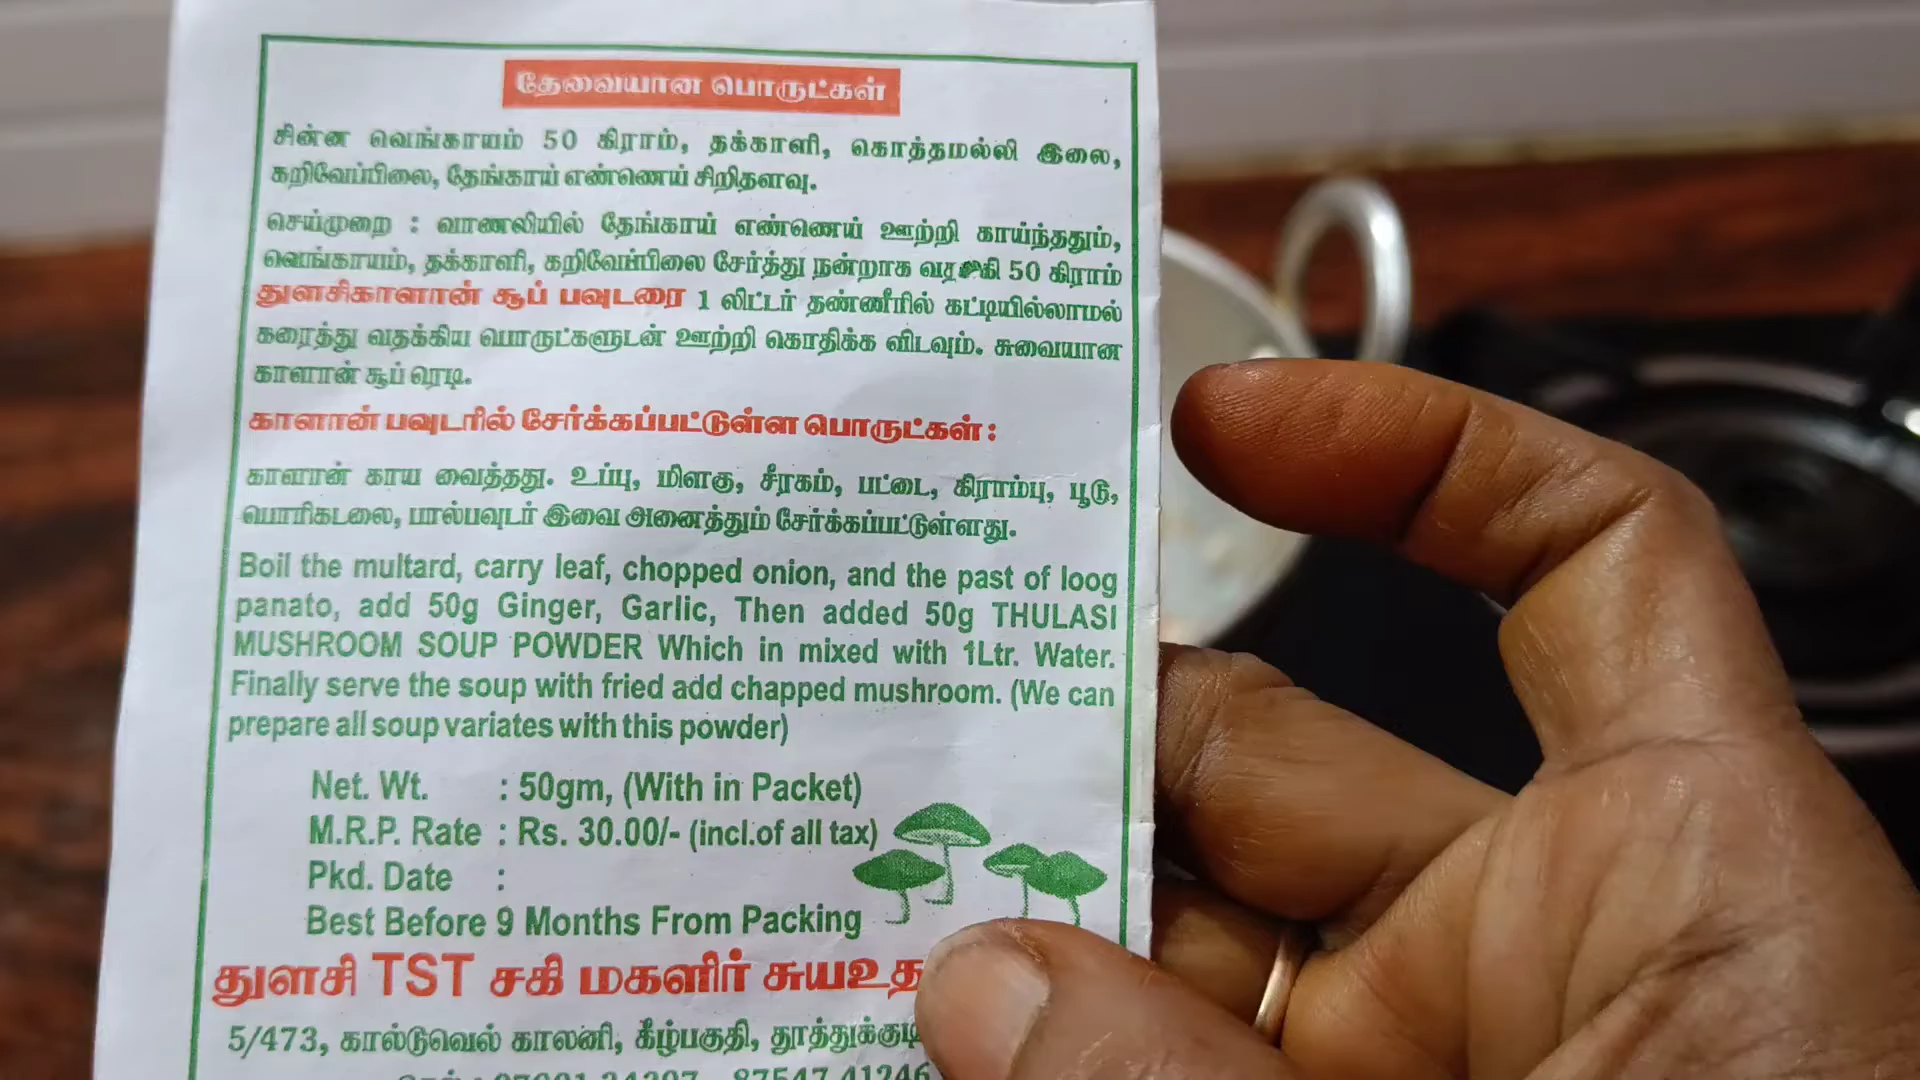 தேவையான பொருட்கள்
சின்ன வெங்காயம் 50 கிராம், தக்காளி, கொத்தமல்லி இலை,
கறிவேப்பிலை, தேங்காய் எண்ணெய் சிறிதளவு.
செய்முறை : வாணலியில் தேங்காய் எண்ணெய் ஊற்றி காய்ந்ததும்,
வெங்காயம், தக்காளி, கறிவேப்பிலை சேர்த்து நன்றாக 50 கிராம்
துளசிகாளான் சூப் பவுடரை 1 லிட்டர் தண்ணீரில் கட்டியில்லாமல்
கரைத்து வதக்கிய பொருட்களுடன் ஊற்றி கொதிக்க விடவும். சுவையான
காளான் சூப் ரெடி.
காளான் பவுடரில் சேர்க்கப்பட்டுள்ள பொருட்கள் :
காளான் காய வைத்தது. உப்பு, மிளகு, சீரகம், பட்டை, கிராம்பு, பூடு,
பொரிகடலை, பால்பவுடர் இவை அனைத்தும் சேர்க்கப்பட்டுள்ளது.
Boil the multard, carry leaf, chopped onion, and the past of loog
panato, add 50g Ginger, Garlic, Then added 50g THULASI
MUSHROOM SOUP POWDER Which in mixed with 1Ltr. Water.
Finally serve the soup with fried add chapped mushroom. (We can
prepare all soup variates with this powder)
Net. Wt. : 50gm, (With in Packet)
M.R.P. Rate : Rs. 30.00/- (incl.of all tax)
Pkd. Date :
Best Before 9 Months From Packing
துளசி TST சகி மகளிர் சுயஉத
5/473, கால்டுவெல் காலனி, கீழ்பகுதி, தூத்துக்குடி
87547 41246